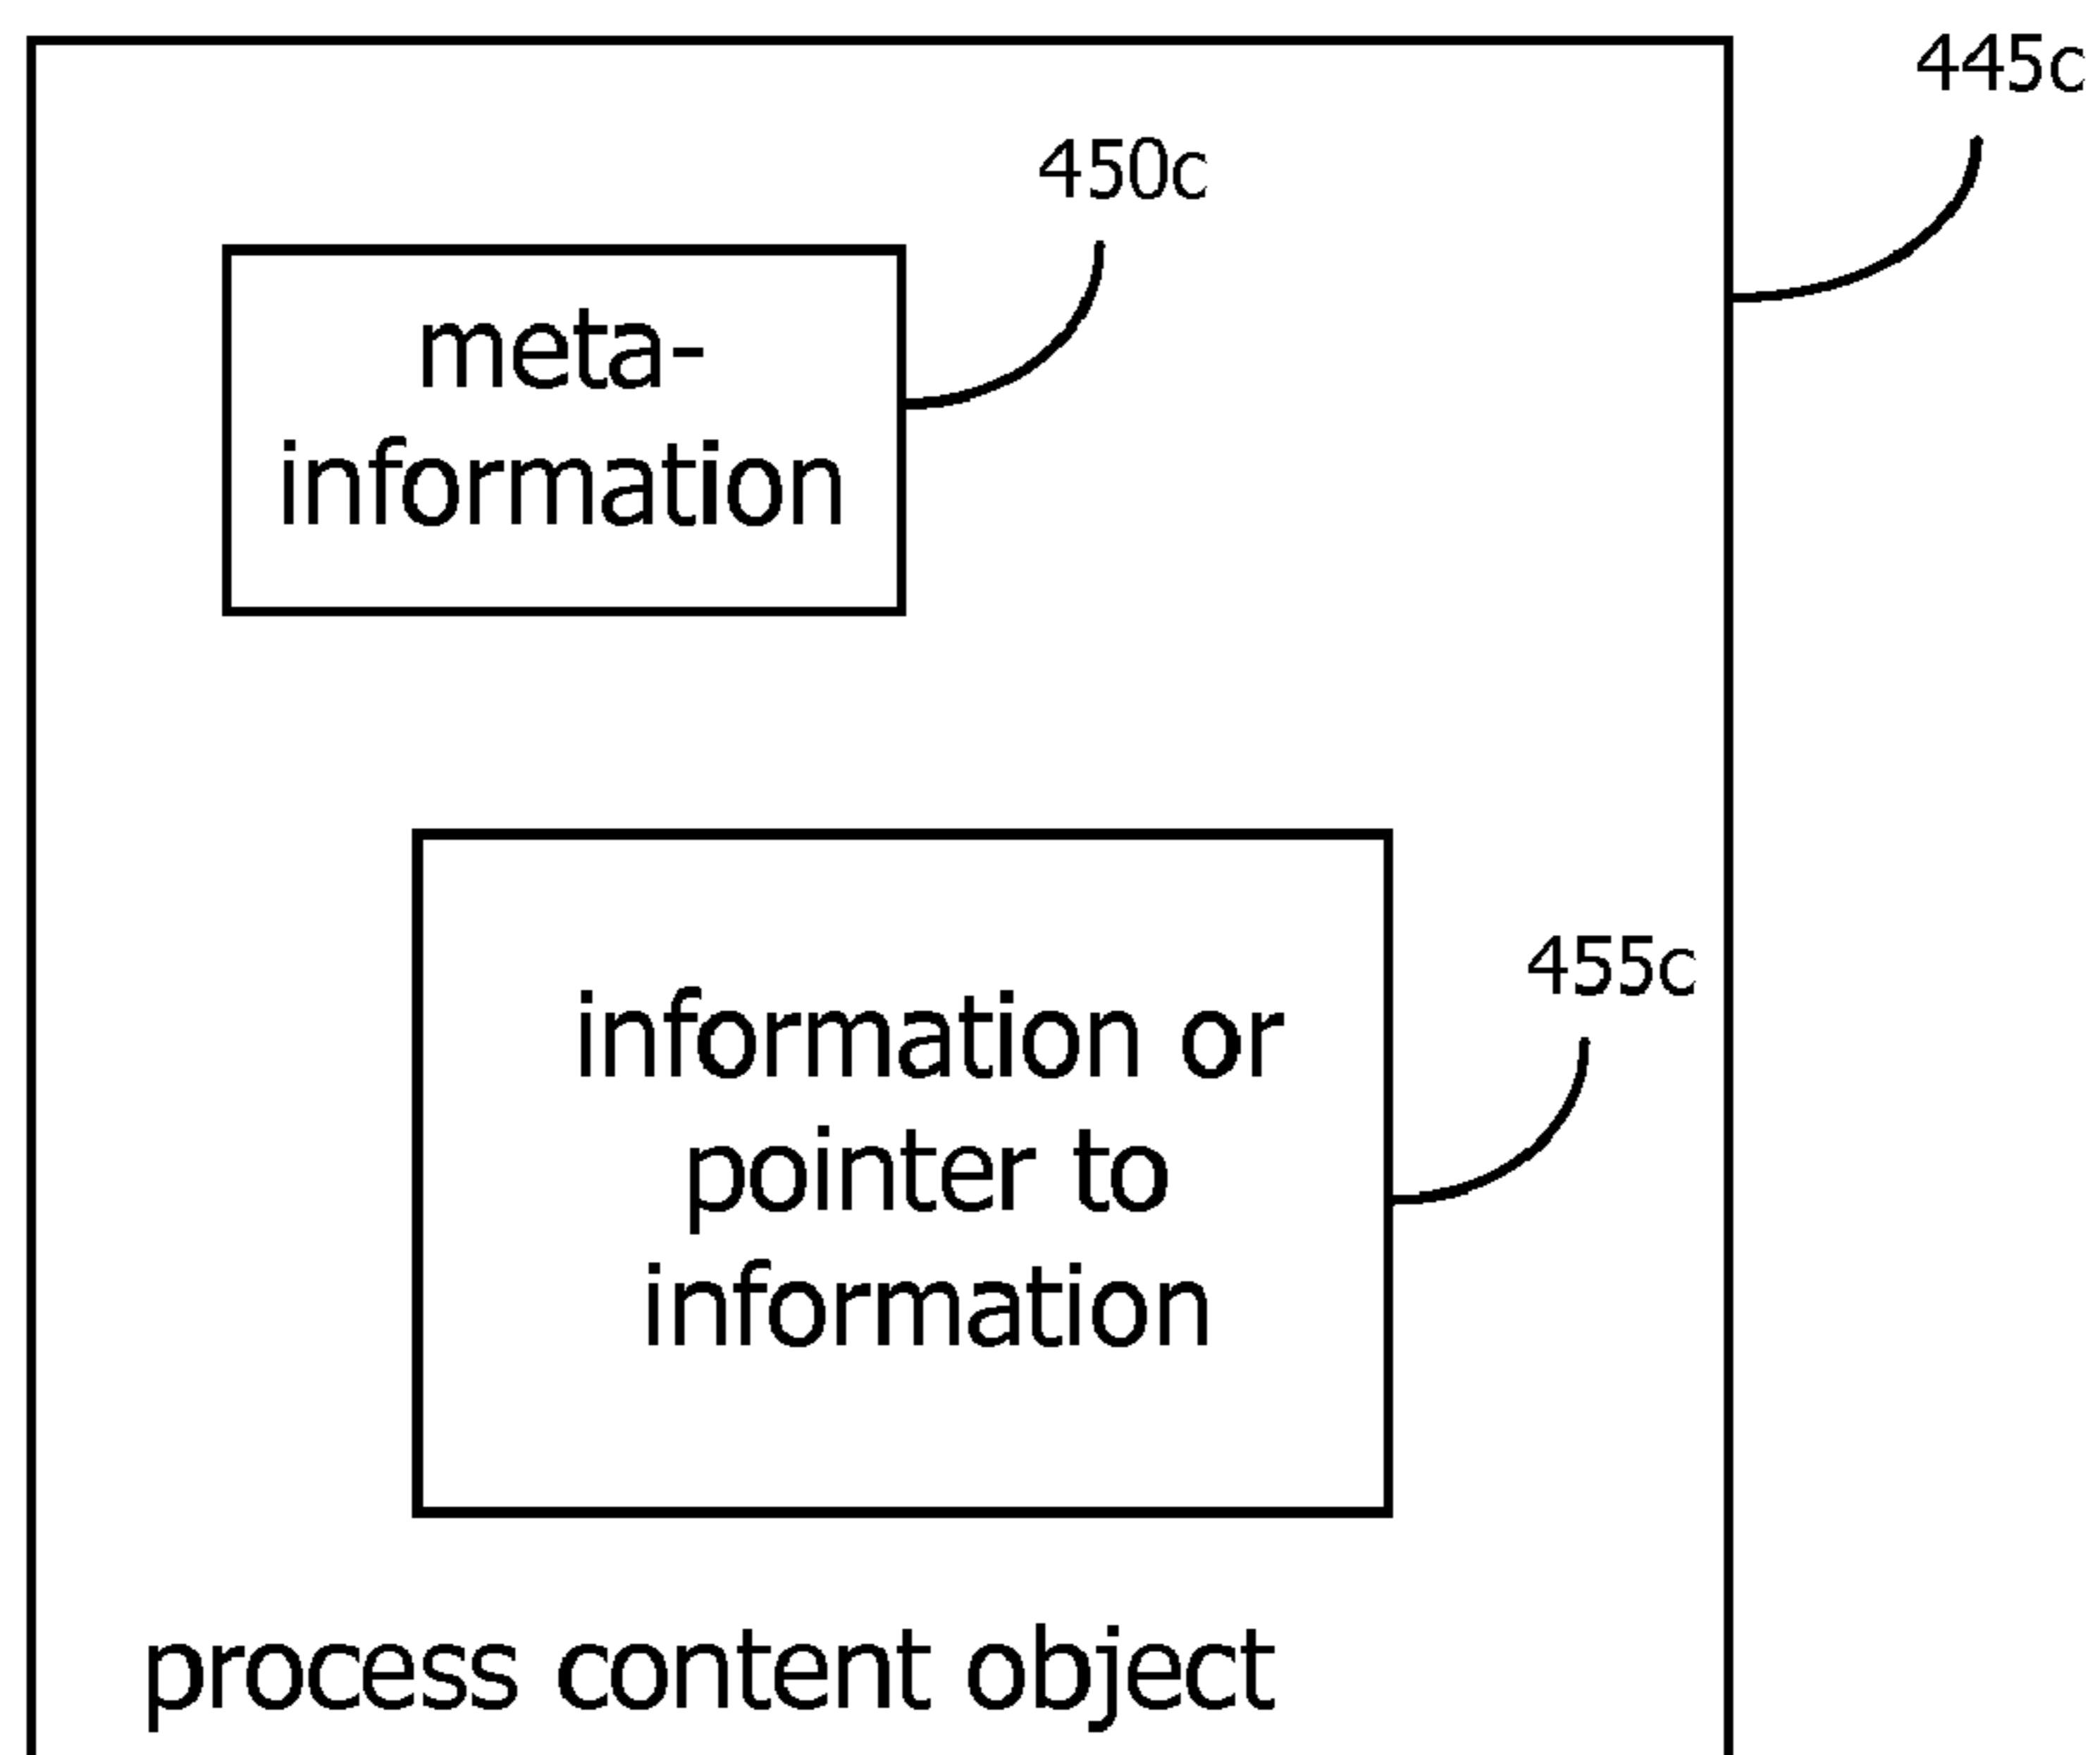 445c
450c
meta-
information
455c
information or
pointer to
information
process content object